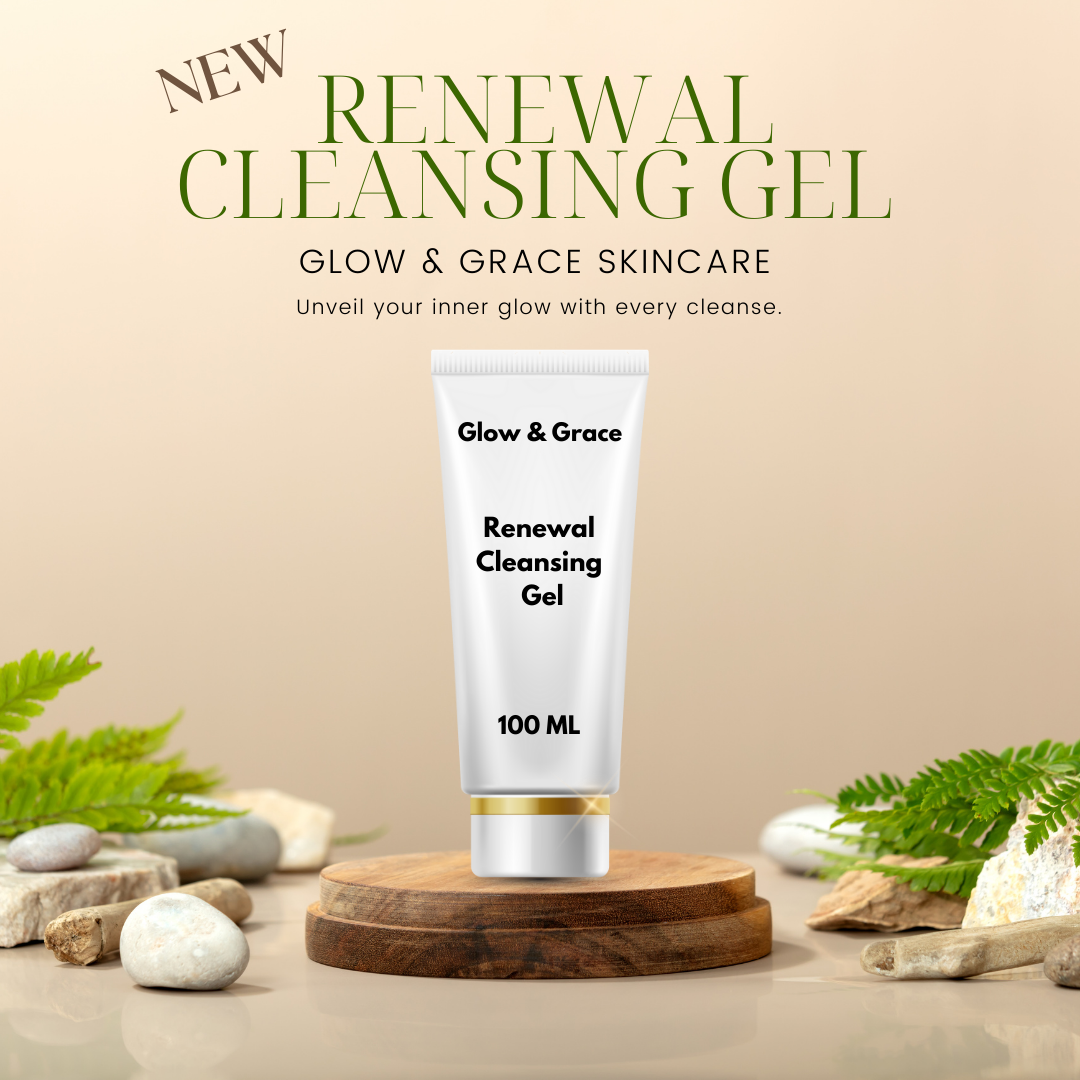 NEW
RENEWAL
CLEANSING GEL
GLOW & GRACE SKINCARE
Unveil your inner glow with every cleanse.
Glow & Grace
Renewal
Cleansing
Gel
100 ML